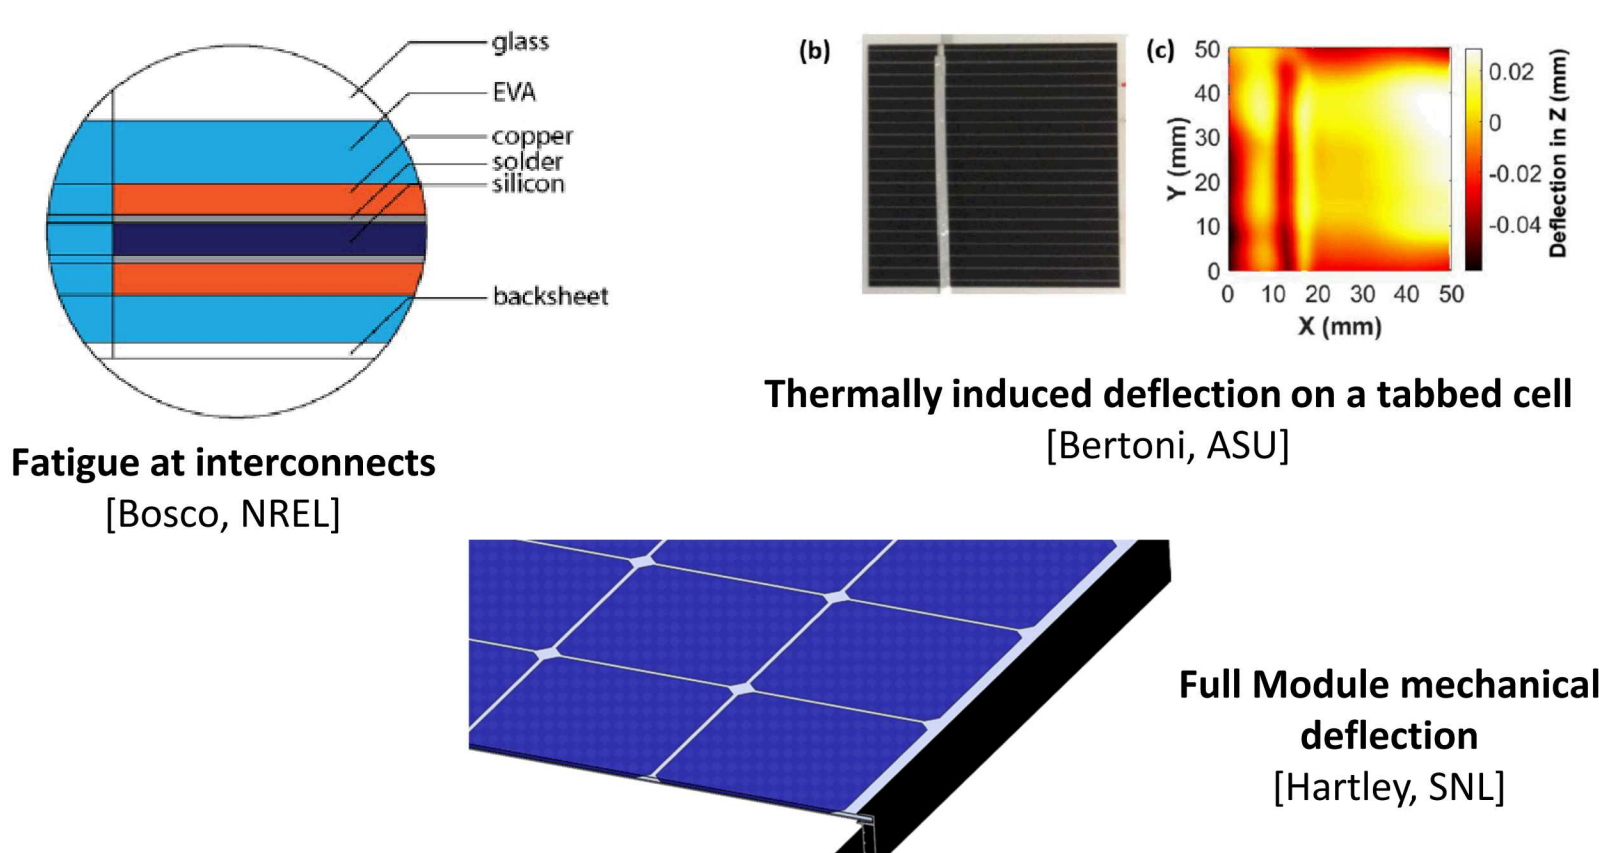 glass
EVA
copper
solder
silicon
backsheet
Fatigue at interconnects
[Bosco, NREL]
(b)
(c)
50
40
30
20
10
0
Y (mm)
0 10 20 30 40 50
X (mm)
0.02
0
-0.02
-0.04
Deflection in Z (mm)
Thermally induced deflection on a tabbed cell
[Bertoni, ASU]
Full Module mechanical
deflection
[Hartley, SNL]